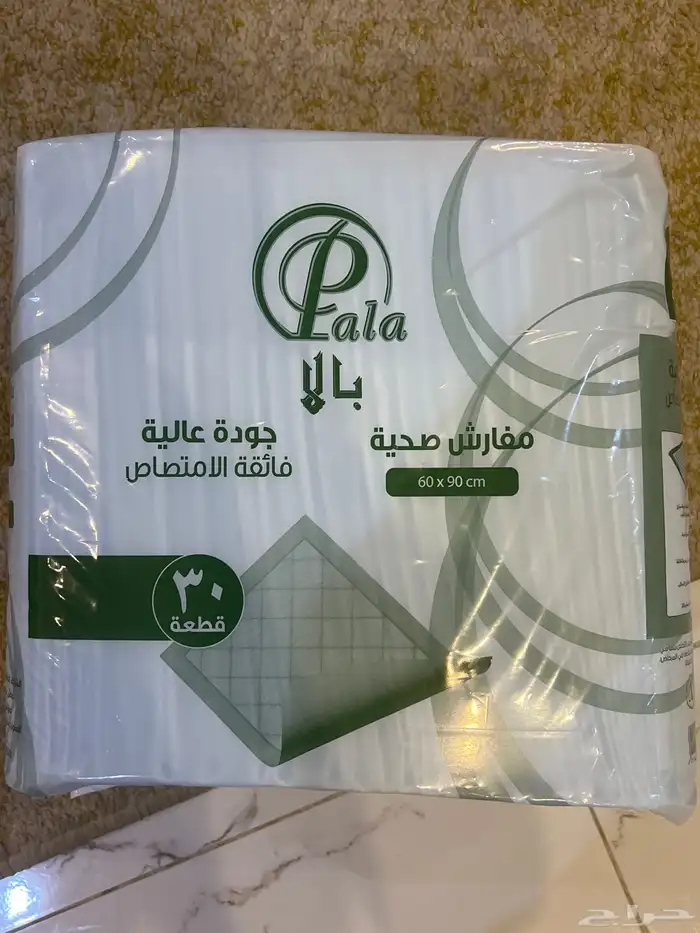 Pala
بالا
مفارش صحية
60 x 90 cm
جودة عالية
فائقة الامتصاص
٣٠
قطعة
حراج